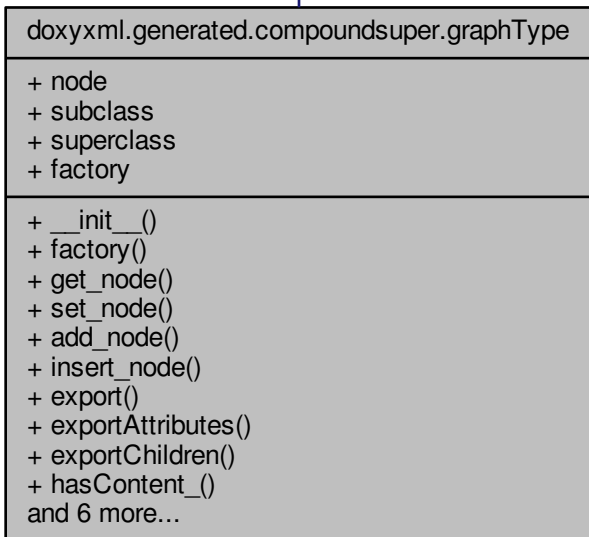 doxyxml.generated.compoundsuper.graphType
+ node
+ subclass
+ superclass
+ factory
+ __init__()
+ factory()
+ get_node()
+ set_node()
+ add_node()
+ insert_node()
+ export()
+ exportAttributes()
+ exportChildren()
+ hasContent_()
and 6 more...